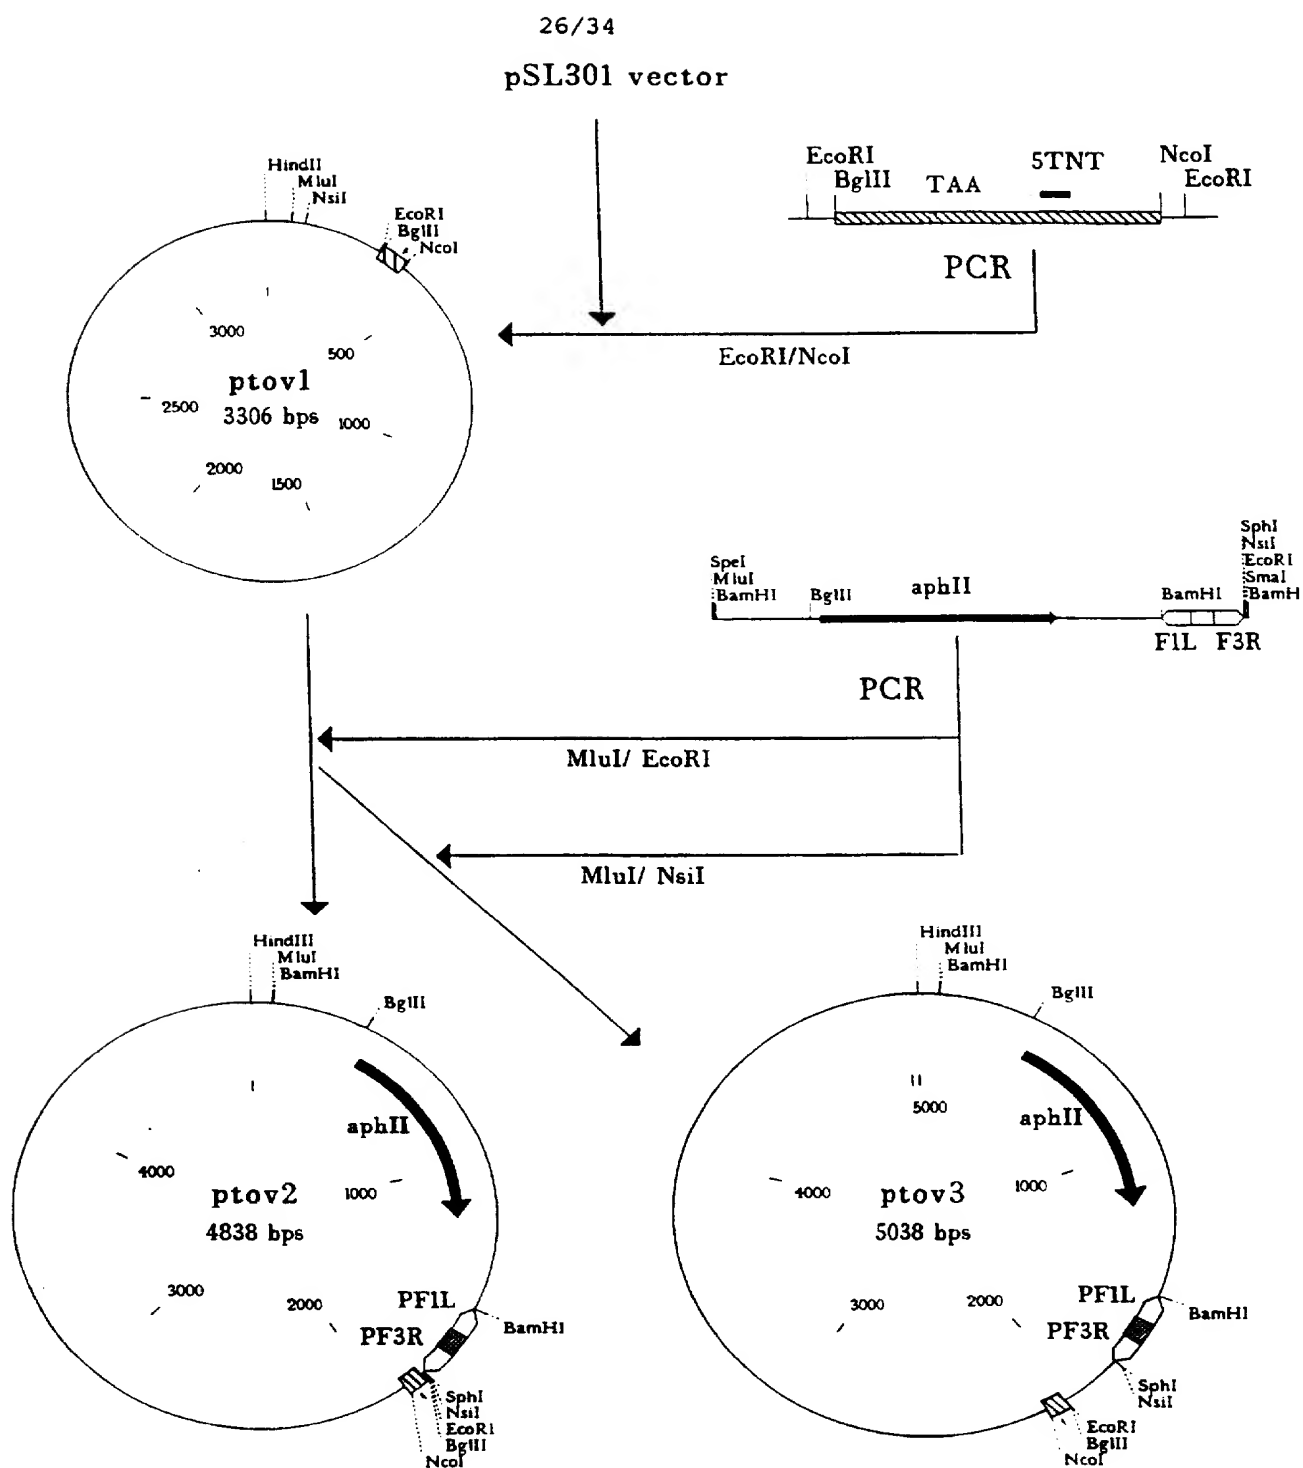 26/34
pSL301 vector
HindII
MluI
NsiI
EcoRI
BglII
NcoI
3000
500
ptov1
2500
3306 bps
1000
2000
1500
EcoRI
BglII
TAA
5TNT
NcoI
EcoRI
PCR
EcoRI/NcoI
SpeI
MluI
BamHI
BglII
aphII
BamHI
SphI
NsiI
EcoRI
SmaI
BamH
F1L
F3R
PCR
MluI/ EcoRI
MluI/ NsiI
HindIII
MluI
BamHI
BglII
aphII
4000
1000
ptov2
4838 bps
3000
2000
PF1L
PF3R
BamHI
SphI
NsiI
EcoRI
BglII
NcoI
HindIII
MluI
BamHI
BglII
5000
aphII
4000
1000
ptov3
5038 bps
3000
2000
PF1L
PF3R
BamHI
SphI
NsiI
EcoRI
BglII
NcoI